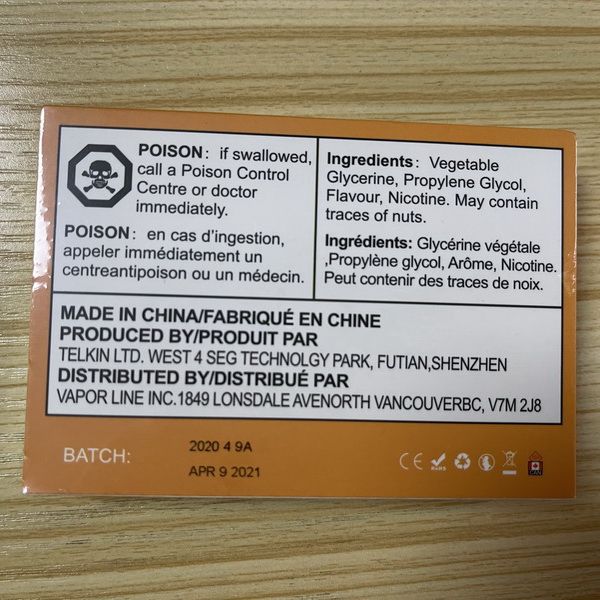 POISON: if swallowed,
call a Poison Control
Centre or doctor
immediately.
POISON: en cas d'ingestion,
appeler immédiatement un
centreantipoison ou un médecin.
Ingredients: Vegetable
Glycerine, Propylene Glycol,
Flavour, Nicotine. May contain
traces of nuts.
Ingrédients: Glycérine végétale
,Propylène glycol, Arôme, Nicotine.
Peut contenir des traces de noix.
MADE IN CHINA/FABRIQUÉ EN CHINE
PRODUCED BY/PRODUIT PAR
TELKIN LTD. WEST 4 SEG TECHNOLGY PARK, FUTIAN,SHENZHEN
DISTRIBUTED BY/DISTRIBUÉ PAR
VAPOR LINE INC.1849 LONSDALE AVENORTH VANCOUVERBC, V7M 2J8
BATCH:
2020 4 9A
APR 9 2021
CE
CAN